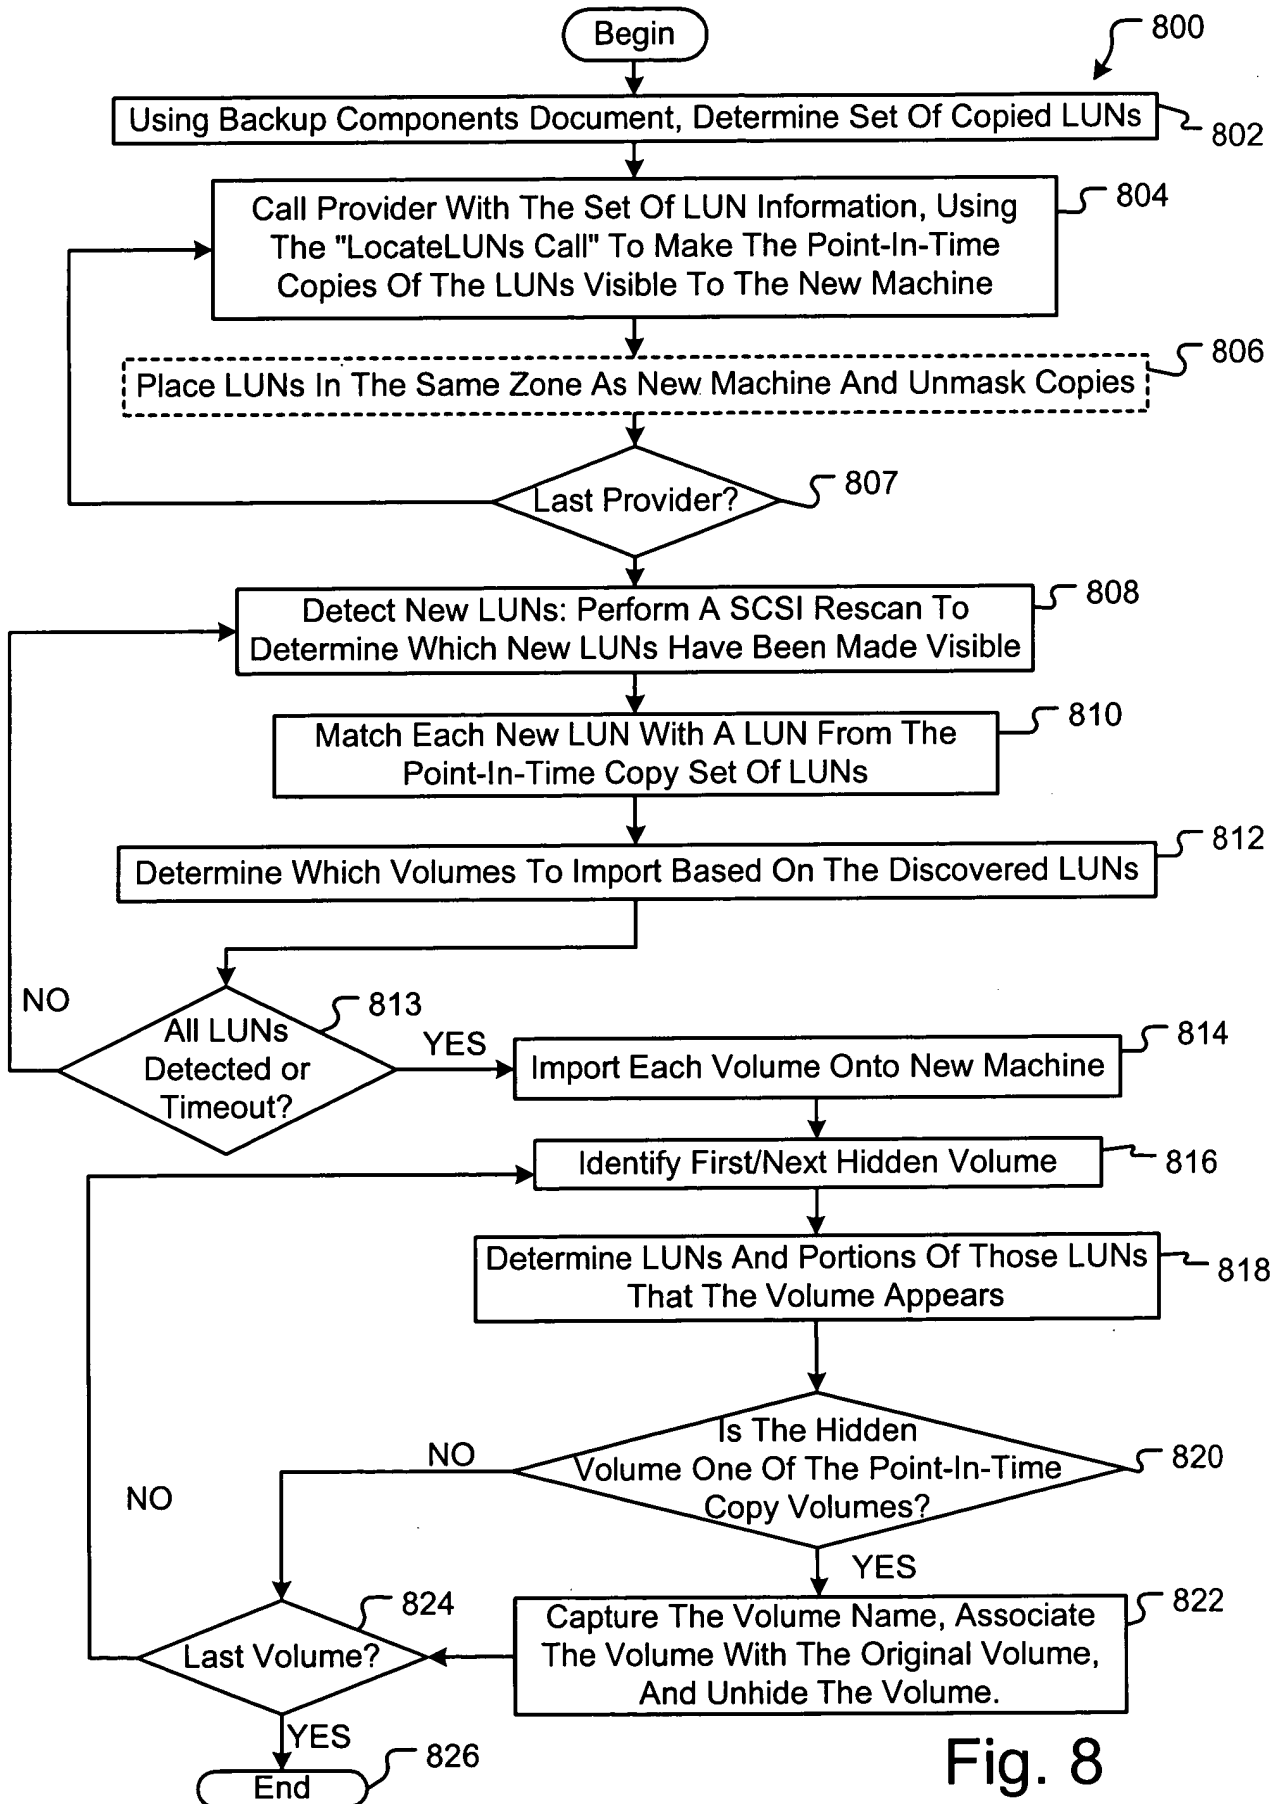 Begin
800
Using Backup Components Document, Determine Set Of Copied LUNs
802
Call Provider With The Set Of LUN Information, Using
The "LocateLUNs Call" To Make The Point-In-Time
Copies Of The LUNs Visible To The New Machine
804
Place LUNs In The Same Zone As New Machine And Unmask Copies
806
Last Provider?
807
Detect New LUNs: Perform A SCSI Rescan To
Determine Which New LUNs Have Been Made Visible
808
Match Each New LUN With A LUN From The
Point-In-Time Copy Set Of LUNs
810
Determine Which Volumes To Import Based On The Discovered LUNs
812
NO
All LUNs
Detected or
Timeout?
813
YES
Import Each Volume Onto New Machine
814
Identify First/Next Hidden Volume
816
Determine LUNs And Portions Of Those LUNs
That The Volume Appears
818
Is The Hidden
Volume One Of The Point-In-Time
Copy Volumes?
820
NO
NO
YES
Capture The Volume Name, Associate
The Volume With The Original Volume,
And Unhide The Volume.
822
Last Volume?
824
YES
End
826
Fig. 8